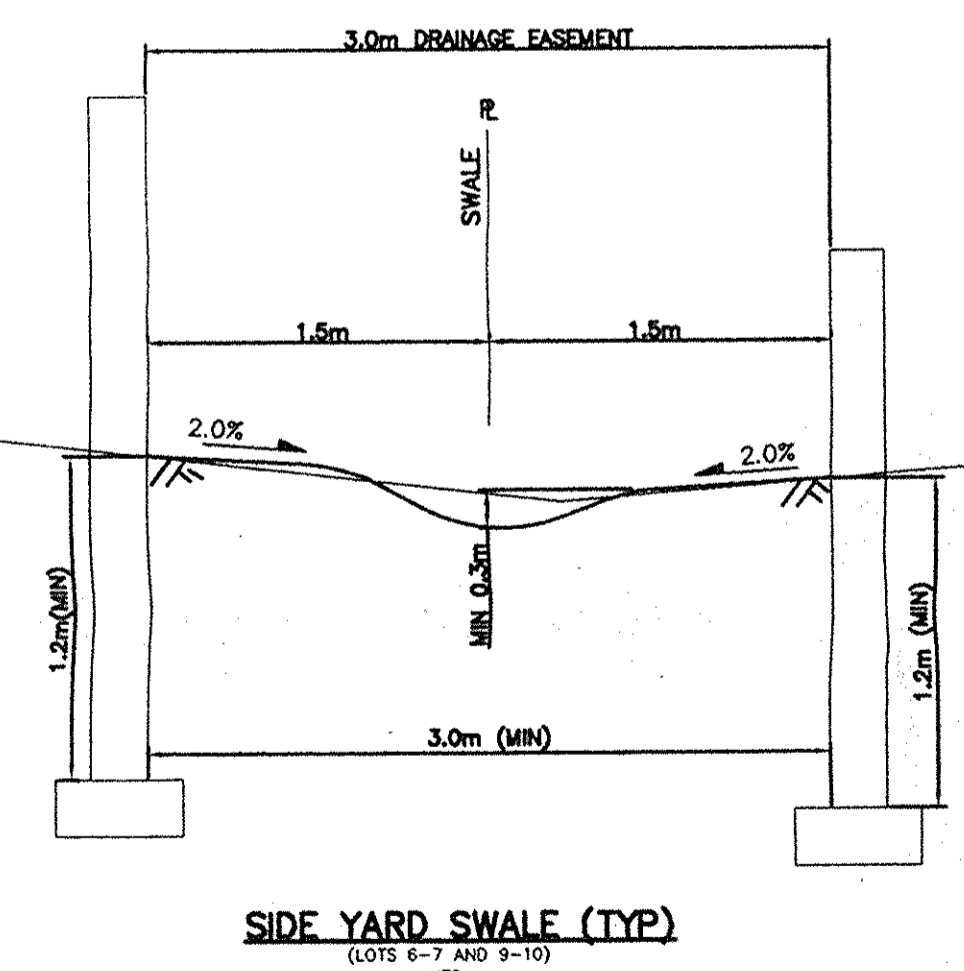 3.0m DRAINAGE EASEMENT
℄
SWALE
1.5m
1.5m
2.0%
2.0%
MIN 0.3m
1.2m(MIN)
1.2m (MIN)
3.0m (MIN)
SIDE YARD SWALE (TYP)
(LOTS 6-7 AND 9-10)